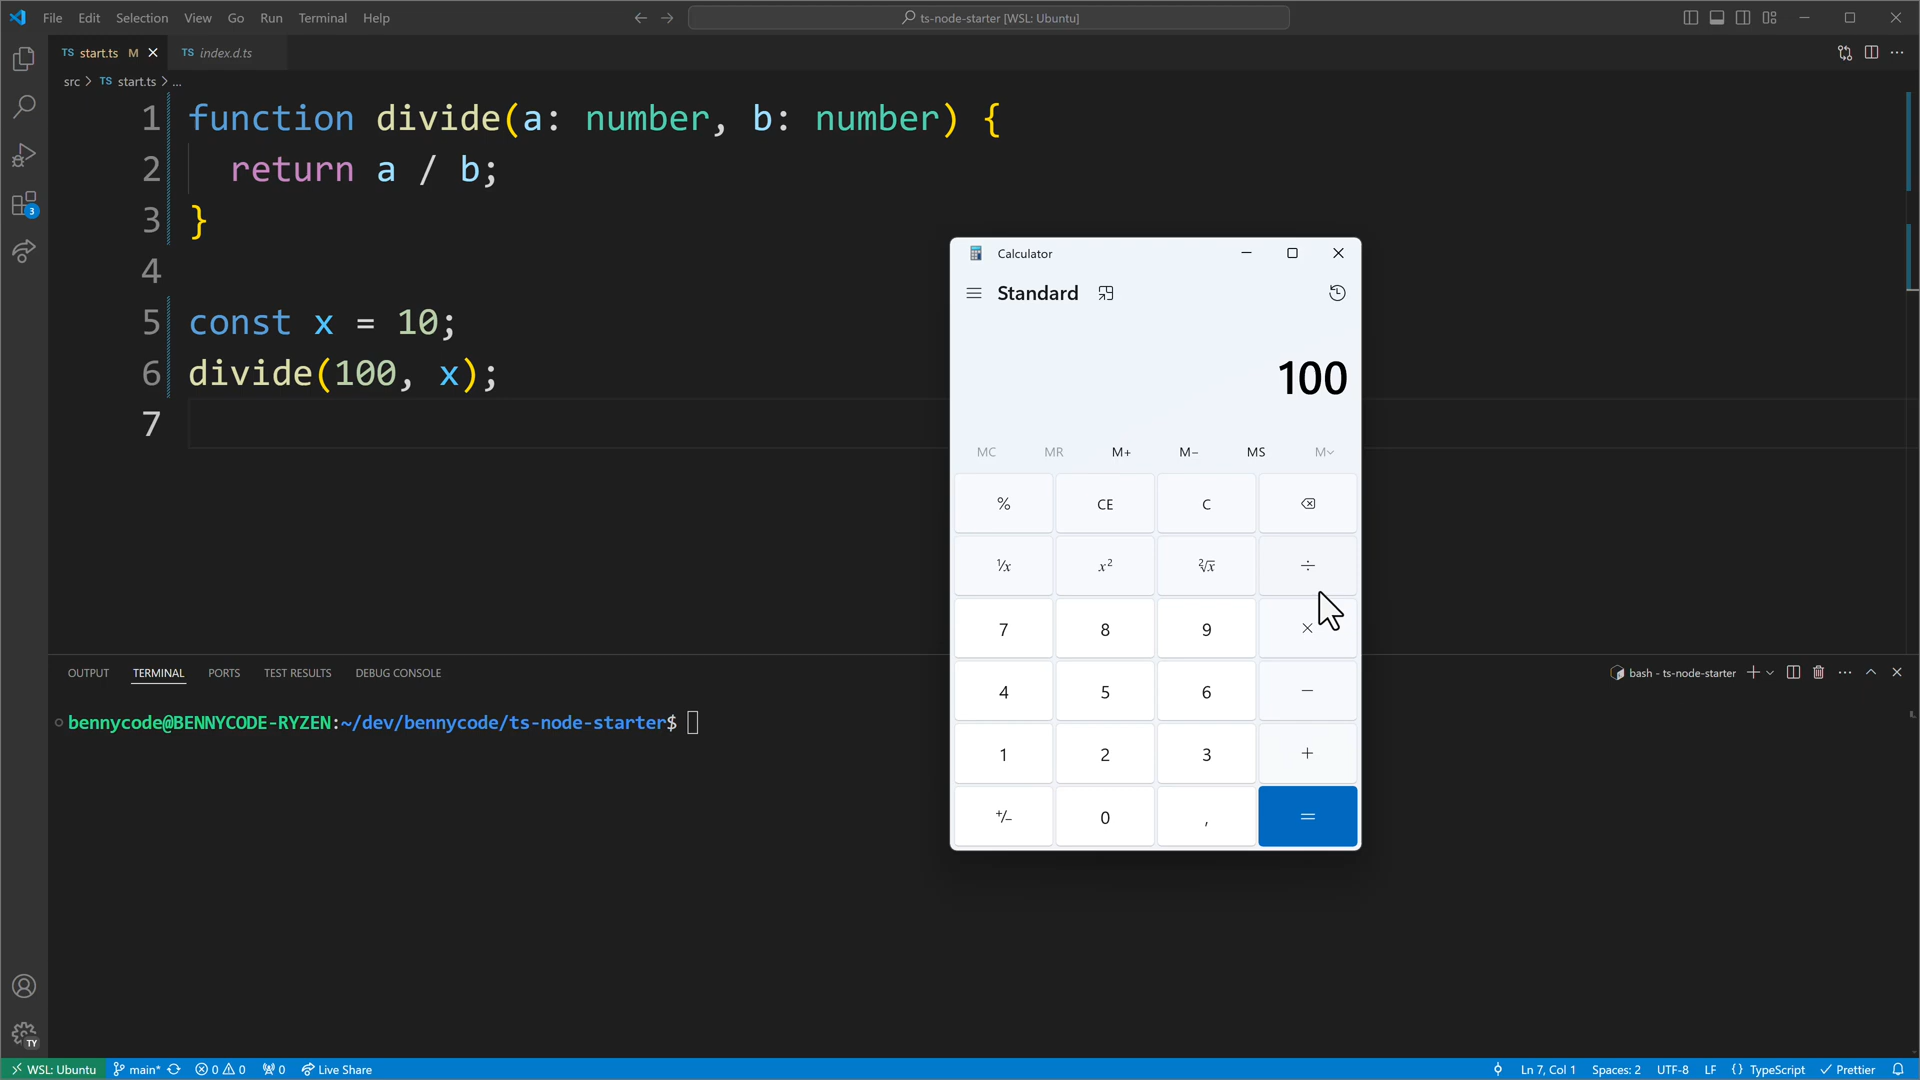 File Edit Selection View Go Run Terminal Help
ts-node-starter [WSL: Ubuntu]
TS start.ts M
TS index.d.ts
src > TS start.ts > ...
1 function divide(a: number, b: number) {
2 return a / b;
3 }
4
5 const x = 10;
6 divide(100, x);
7
3
Calculator
Standard
100
MC MR M+ M− MS M
% CE C
¹/x x² ²√x ÷
7 8 9 ×
4 5 6 −
1 2 3 +
+/− 0 , =
OUTPUT TERMINAL PORTS TEST RESULTS DEBUG CONSOLE
bash - ts-node-starter
bennycode@BENNYCODE-RYZEN:~/dev/bennycode/ts-node-starter$
TY
WSL: Ubuntu main* 0 0 0 Live Share
Ln 7, Col 1 Spaces: 2 UTF-8 LF {} TypeScript Prettier